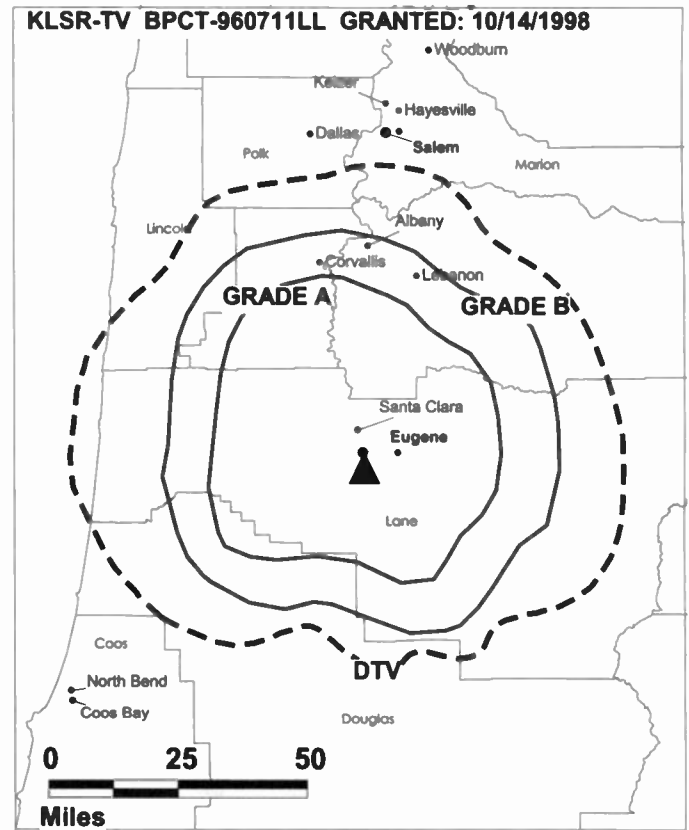 KLSR-TV BPCT-960711LL GRANTED: 10/14/1998
Woodburn
Keizer
Hayesville
Dallas
Salem
Polk
Marion
Lincoln
Albany
Corvallis
Lebanon
GRADE A
GRADE B
Santa Clara
Eugene
Lane
Coos
DTV
North Bend
Coos Bay
Douglas
0 25 50
Miles